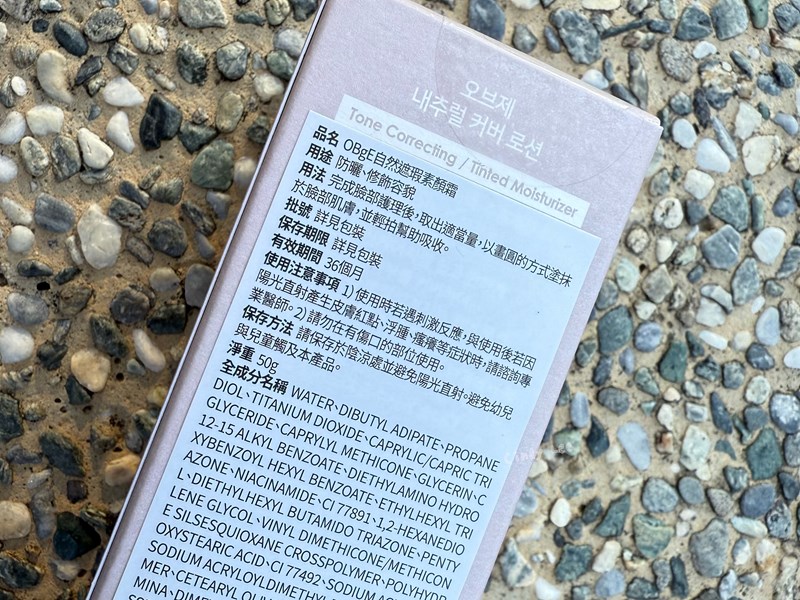 오브제
내추럴 커버 로션
Tone Correcting / Tinted Moisturizer
品名 OBgE自然遮瑕素顏霜
用途 防曬、修飾容貌
用法 完成臉部護理後，取出適當量，以畫圓的方式塗抹
於臉部肌膚，並輕拍幫助吸收。
批號 詳見包裝
保存期限 詳見包裝
有效期間 36個月
使用注意事項 1) 使用時若遇刺激反應，與使用後若因
陽光直射產生皮膚紅點、浮腫、瘙癢等症狀時，請諮詢專
業醫師。2) 請勿在有傷口的部位使用。
保存方法 請保存於陰涼處並避免陽光直射。避免幼兒
與兒童觸及本產品。
淨重 50g
全成分名稱 WATER、DIBUTYL ADIPATE、PROPANE
DIOL、TITANIUM DIOXIDE、CAPRYLIC/CAPRIC TRI
GLYCERIDE、CAPRYLYL METHICONE、GLYCERIN、C
12-15 ALKYL BENZOATE、DIETHYLAMINO HYDRO
XYBENZOYL HEXYL BENZOATE、ETHYLHEXYL TRI
AZONE、NIACINAMIDE、CI 77891、1,2-HEXANEDIO
L、DIETHYLHEXYL BUTAMIDO TRIAZONE、PENTY
LENE GLYCOL、VINYL DIMETHICONE/METHICON
E SILSESQUIOXANE CROSSPOLYMER、POLYHYDR
OXYSTEARIC ACID、CI 77492、SODIUM
SODIUM ACRYLOYLDIMETHYL
MER、CETEARYL
MINA、